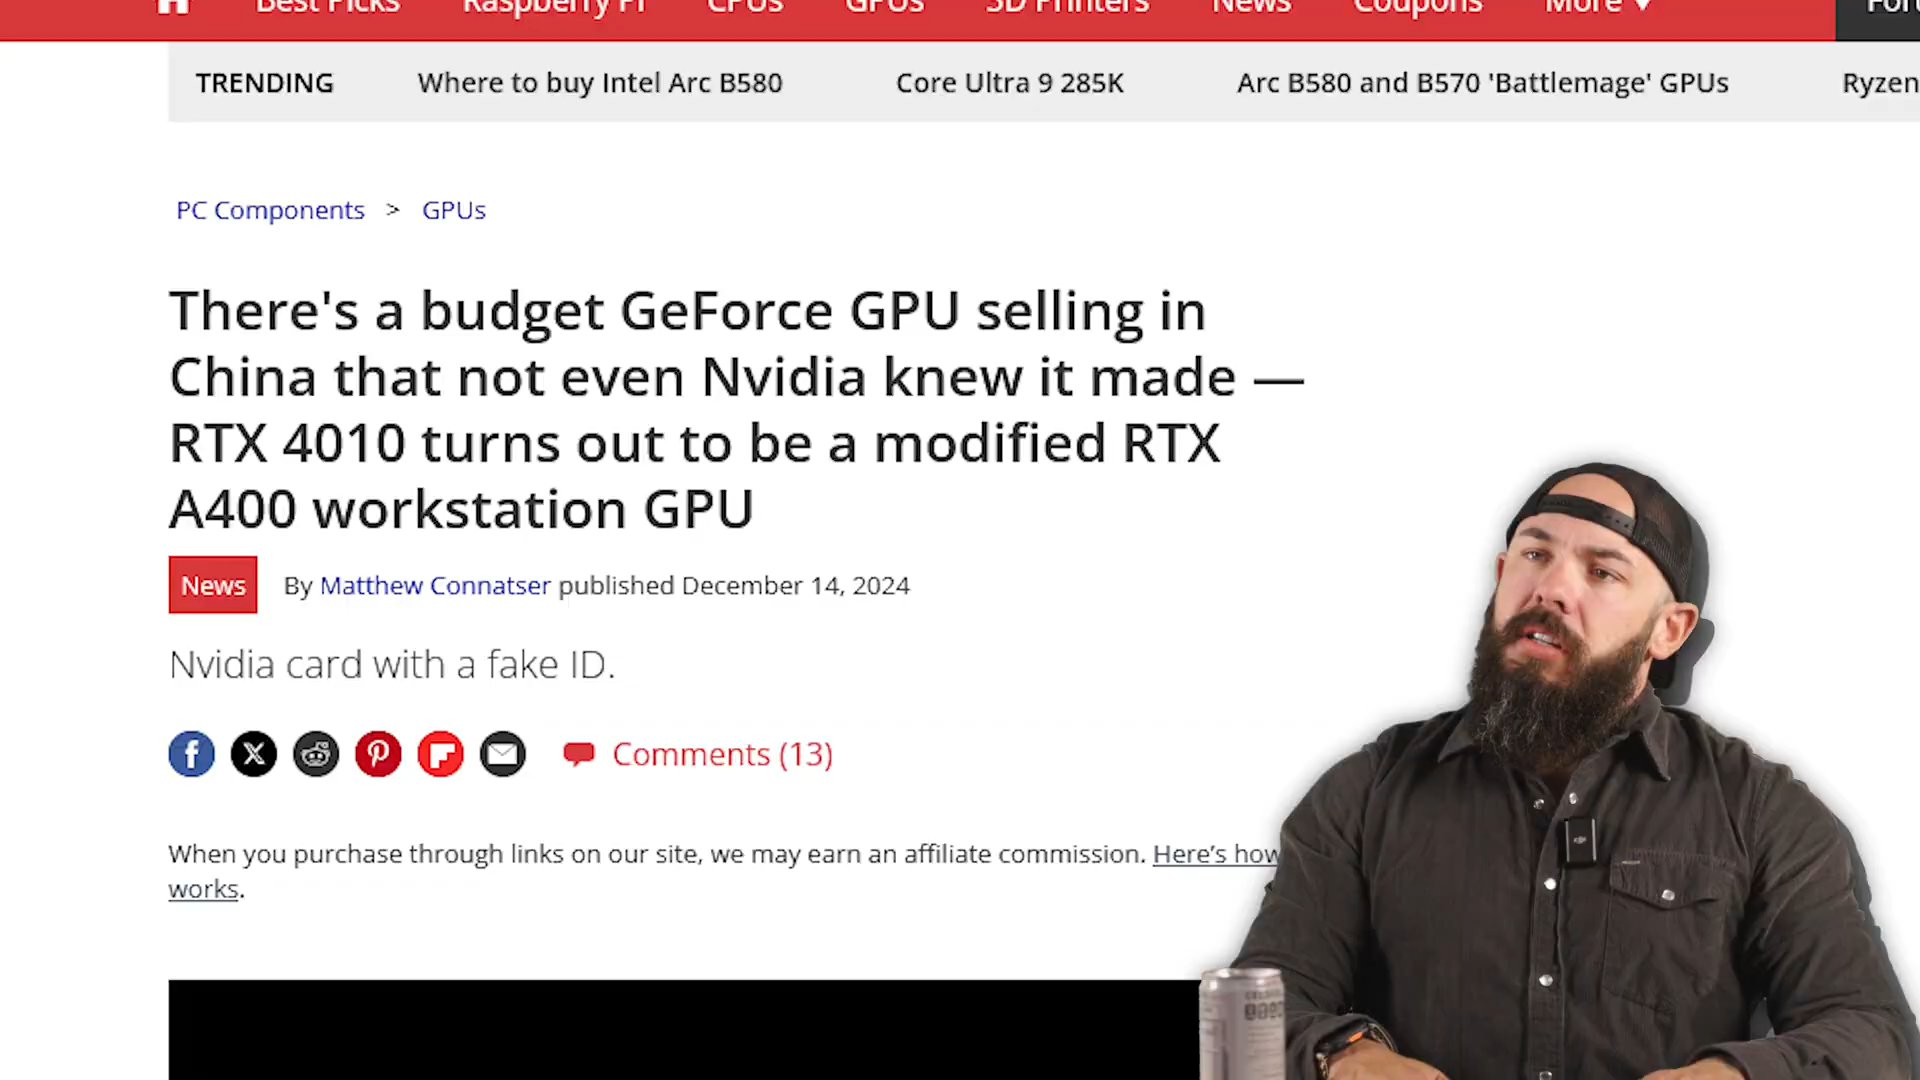 Best Picks Raspberry Pi CPUs GPUs 3D Printers News Coupons More
TRENDING Where to buy Intel Arc B580 Core Ultra 9 285K Arc B580 and B570 'Battlemage' GPUs Ryzen
PC Components > GPUs
There's a budget GeForce GPU selling in
China that not even Nvidia knew it made —
RTX 4010 turns out to be a modified RTX
A400 workstation GPU
News By Matthew Connatser published December 14, 2024
Nvidia card with a fake ID.
Comments (13)
When you purchase through links on our site, we may earn an affiliate commission. Here's how
works.